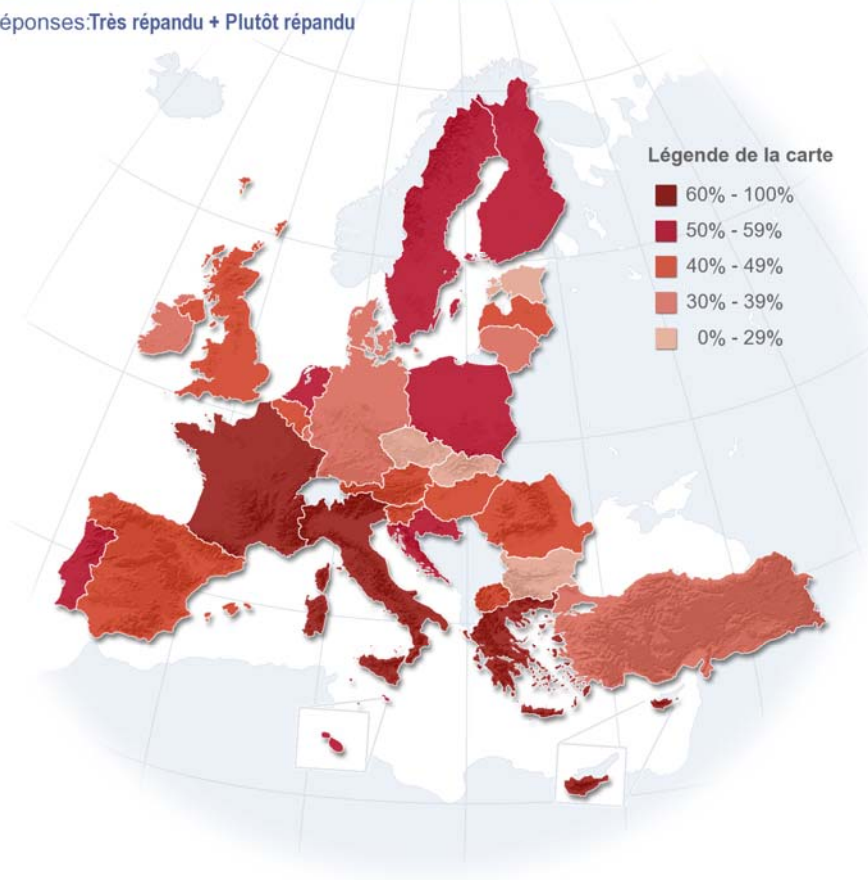 éponses:Très répandu + Plutôt répandu
Légende de la carte
60% - 100%
50% - 59%
40% - 49%
30% - 39%
0% - 29%